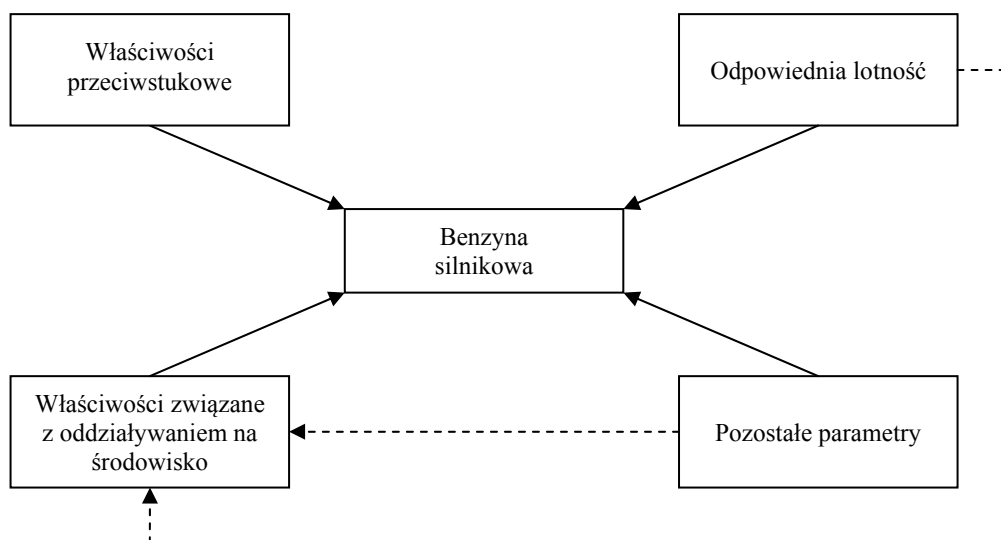 Właściwości
przeciwstukowe
Odpowiednia lotność
Benzyna
silnikowa
Właściwości związane
z oddziaływaniem na
środowisko
Pozostałe parametry